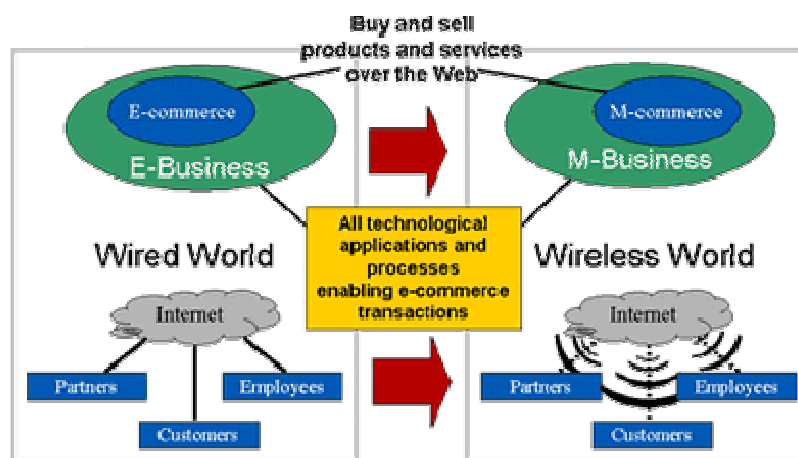 Buy and sell
products and services
over the Web
E-commerce
E-Business
M-commerce
M-Business
All technological
applications and
processes
enabling e-commerce
transactions
Wired World
Internet
Partners
Employees
Customers
Wireless World
Internet
Partners
Employees
Customers